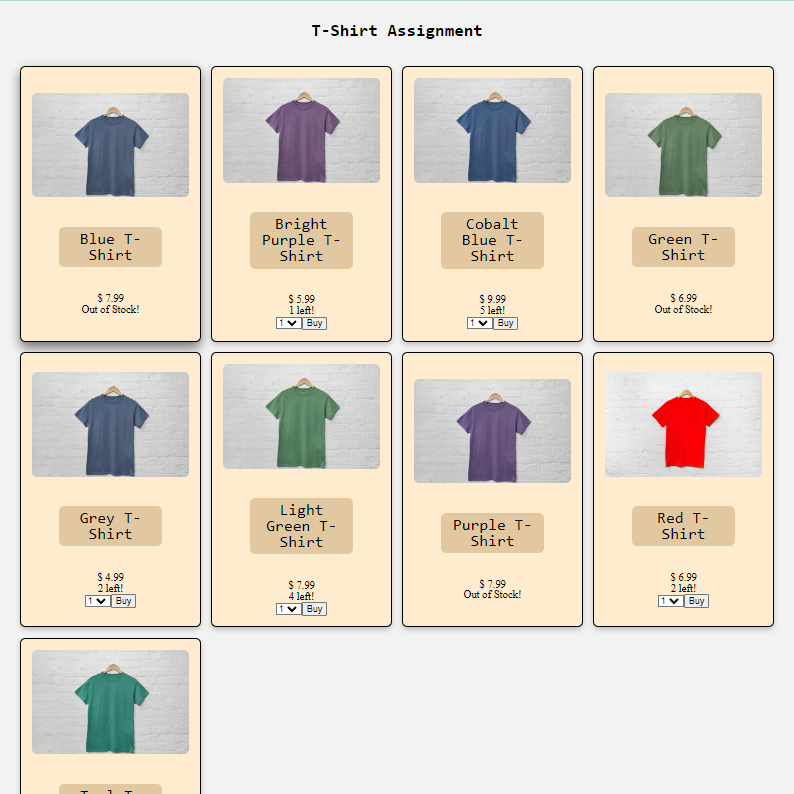 T-Shirt Assignment
Blue T-
Shirt
$ 7.99
Out of Stock!
Bright
Purple T-
Shirt
$ 5.99
1 left!
1 Buy
Cobalt
Blue T-
Shirt
$ 9.99
5 left!
1 Buy
Green T-
Shirt
$ 6.99
Out of Stock!
Grey T-
Shirt
$ 4.99
2 left!
1 Buy
Light
Green T-
Shirt
$ 7.99
4 left!
1 Buy
Purple T-
Shirt
$ 7.99
Out of Stock!
Red T-
Shirt
$ 6.99
2 left!
1 Buy